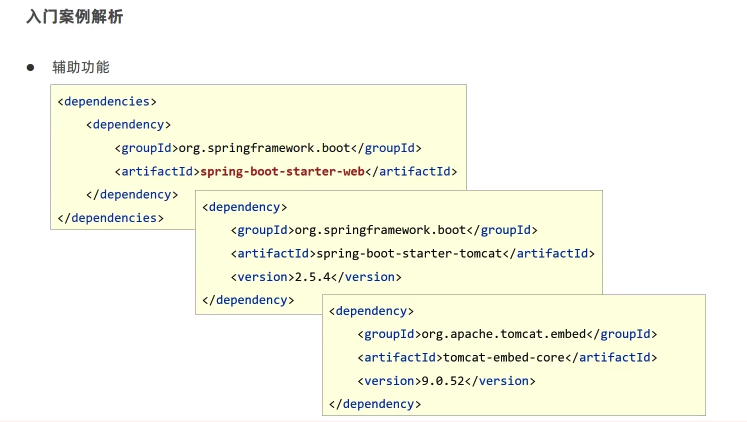 入门案例解析
● 辅助功能
<dependencies>
<dependency>
<groupId>org.springframework.boot</groupId>
<artifactId>spring-boot-starter-web</artifactId>
</dependency>
</dependencies>
<dependency>
<groupId>org.springframework.boot</groupId>
<artifactId>spring-boot-starter-tomcat</artifactId>
<version>2.5.4</version>
</dependency>
<dependency>
<groupId>org.apache.tomcat.embed</groupId>
<artifactId>tomcat-embed-core</artifactId>
<version>9.0.52</version>
</dependency>